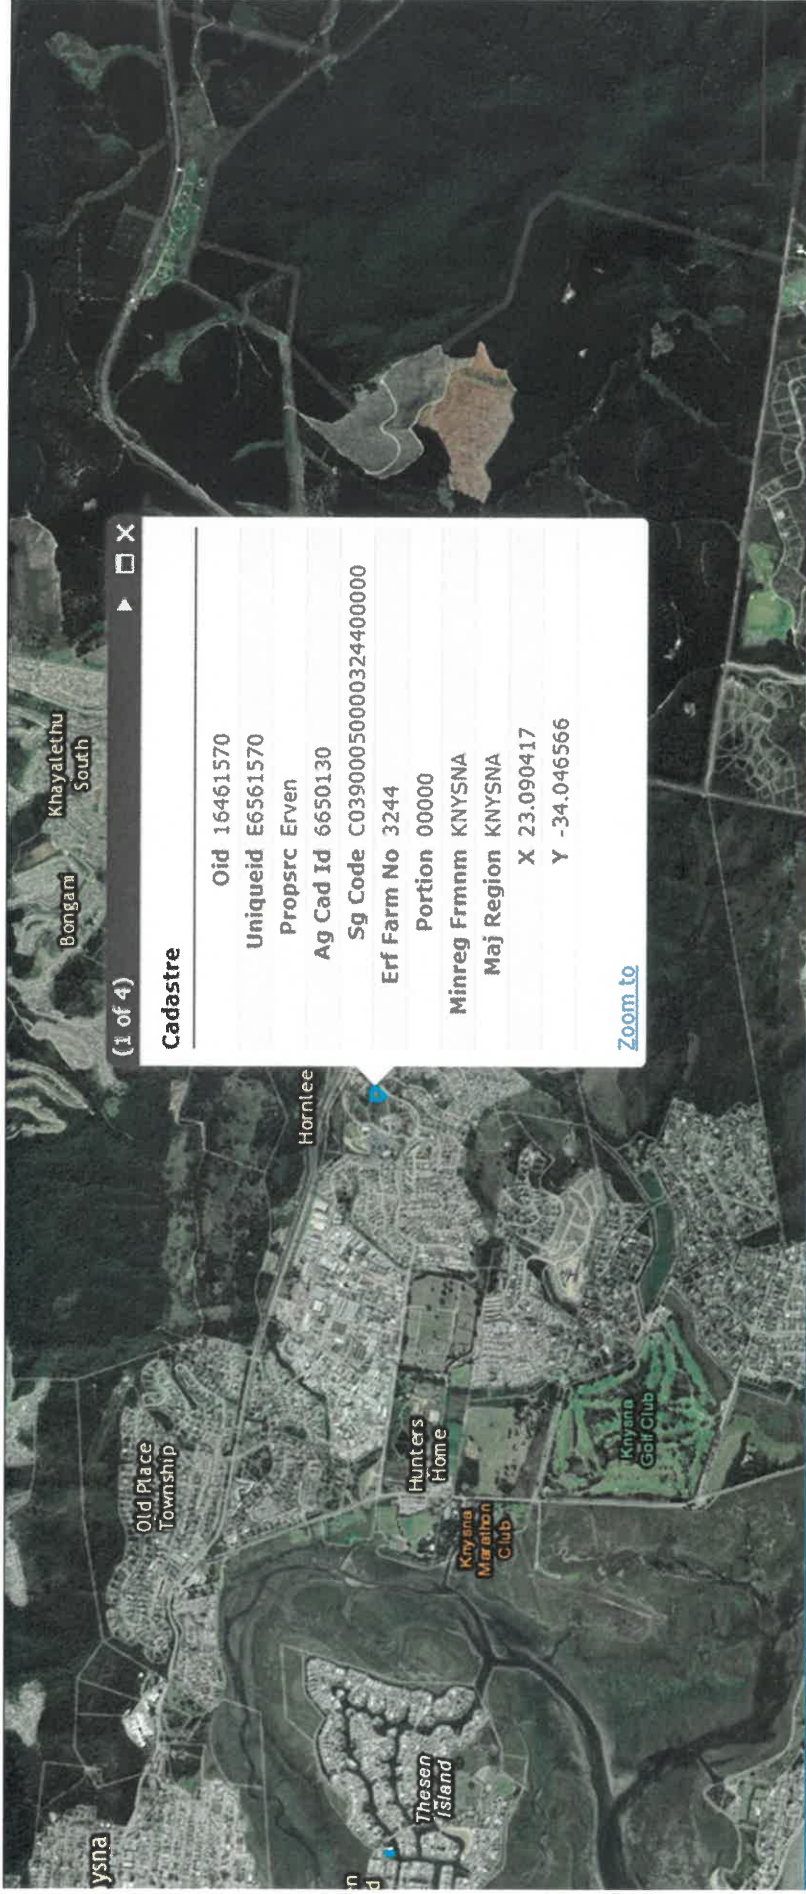 (1 of 4)
Cadastre
Oid 16461570
Uniqueid E6561570
Propsrc Erven
Ag Cad Id 6650130
Sg Code C03900050000324400000
Erf Farm No 3244
Portion 00000
Minreg Frmnm KNYSNA
Maj Region KNYSNA
X 23.090417
Y -34.046566
Zoom to
Khayalethu
South
Bongani
Hornlee
Old Place
Township
Hunters
Home
Knysna
Marathon
Club
Knysna
Golf Club
Thesen
Island
ysna
n
d